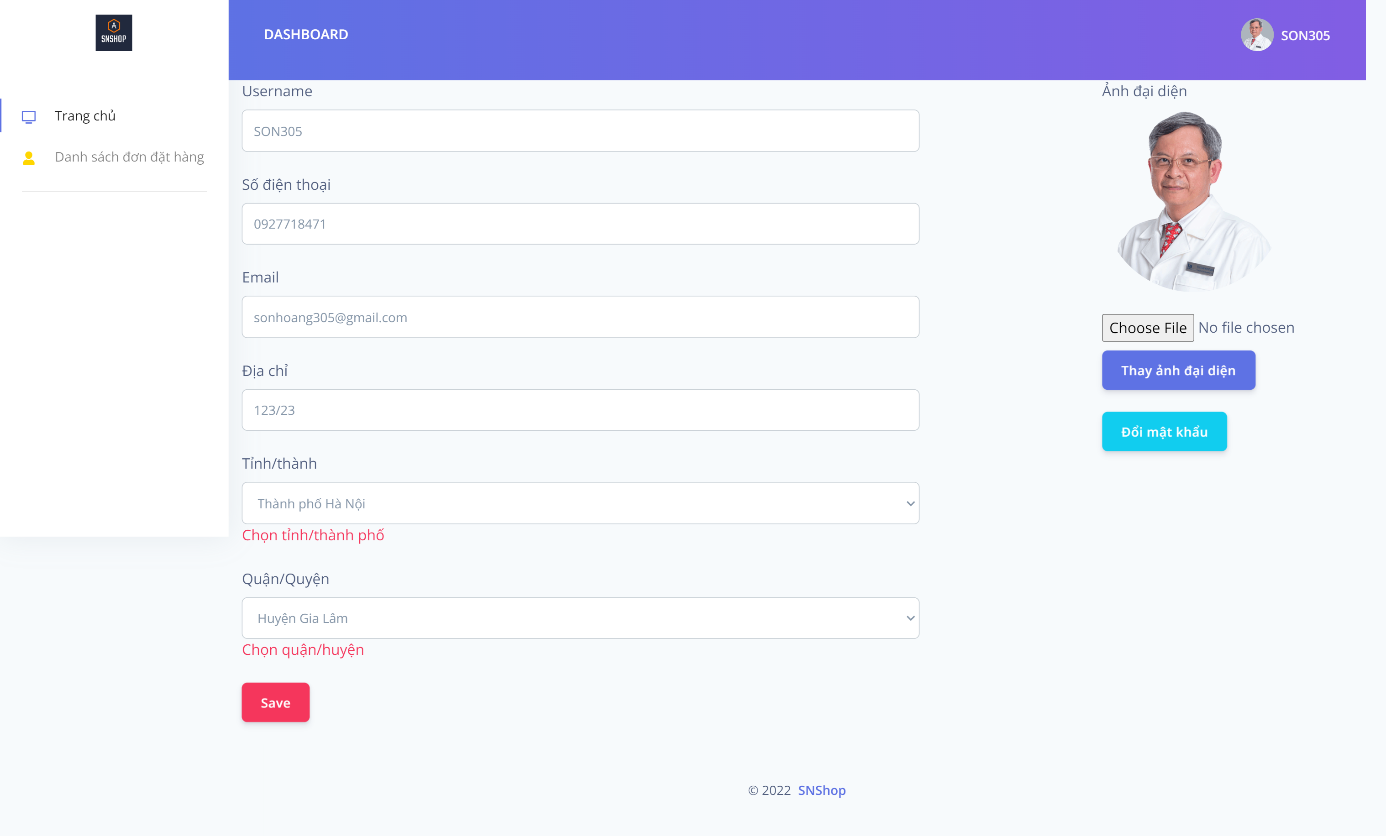 SNSHOP
DASHBOARD
SON305
Trang chủ
Danh sách đơn đặt hàng
Username
SON305
Số điện thoại
0927718471
Email
sonhoang305@gmail.com
Địa chỉ
123/23
Tỉnh/thành
Thành phố Hà Nội
Chọn tỉnh/thành phố
Quận/Quyện
Huyện Gia Lâm
Chọn quận/huyện
Save
Ảnh đại diện
Choose File No file chosen
Thay ảnh đại diện
Đổi mật khẩu
© 2022 SNShop